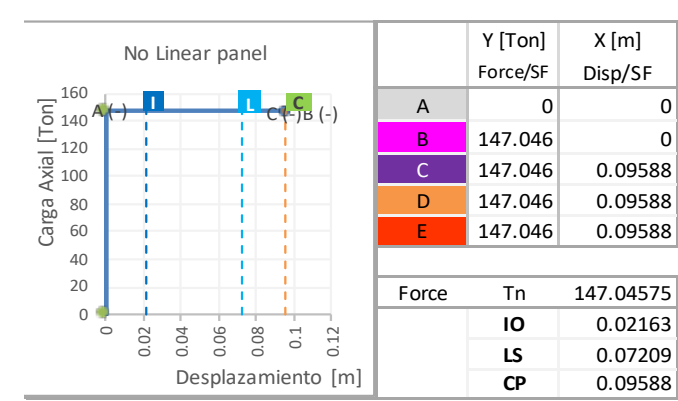 No Linear panel
Carga Axial [Ton]
160
140
120
100
80
60
40
20
0
A (-)
I
L
C
C (-)
B (-)
0
0.02
0.04
0.06
0.08
0.1
0.12
Desplazamiento [m]
Y [Ton] X [m]
Force/SF Disp/SF
A 0 0
B 147.046 0
C 147.046 0.09588
D 147.046 0.09588
E 147.046 0.09588
Force Tn 147.04575
IO 0.02163
LS 0.07209
CP 0.09588